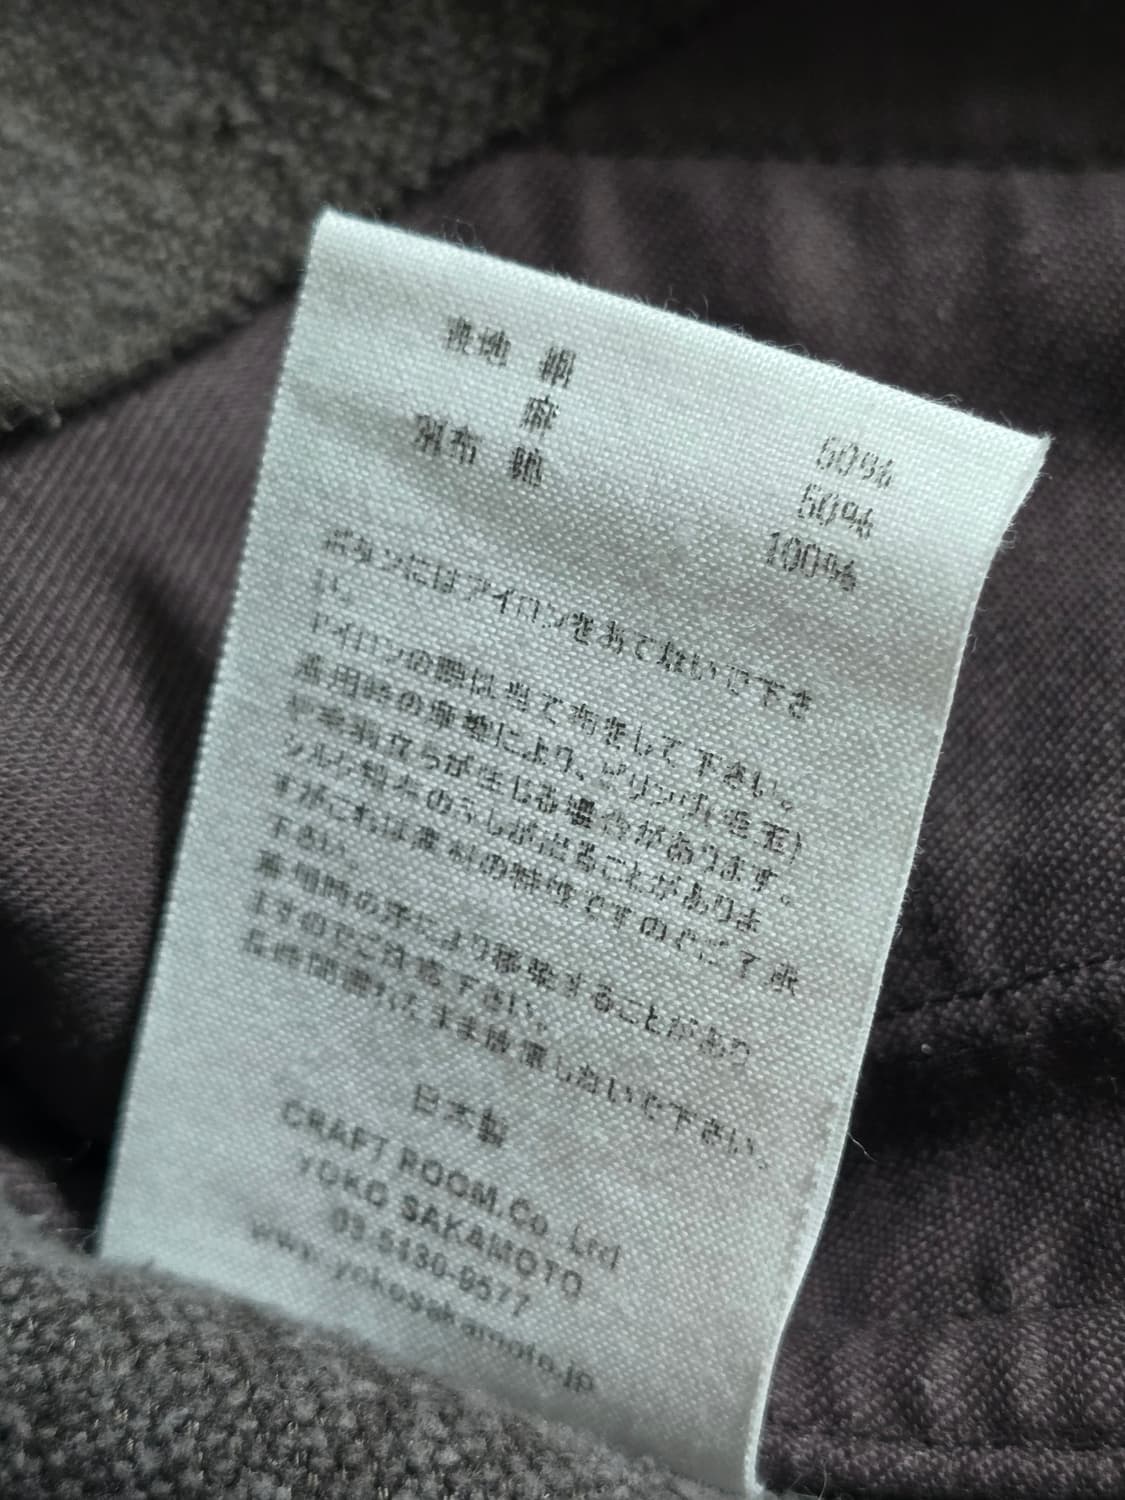 表地 絹 50%
麻 50%
別布 綿 100%
ボタンにはアイロンをあてないで下さ
い。
アイロンの際は当て布をして下さい。
着用時の摩擦により、ピリング(毛玉)
や毛羽立ちが生じる場合があります。
シルク糸のふしが出ることがありま
すがこれは素材の特性ですのでご了承
下さい。
着用時の汗により移染することがあり
ますのでご注意下さい。
長時間濡れたまま放置しないで下さい。
日本製
CRAFT ROOM.Co .Ltd
YOKO SAKAMOTO
03-6430-9577
www.yokosakamoto.jp